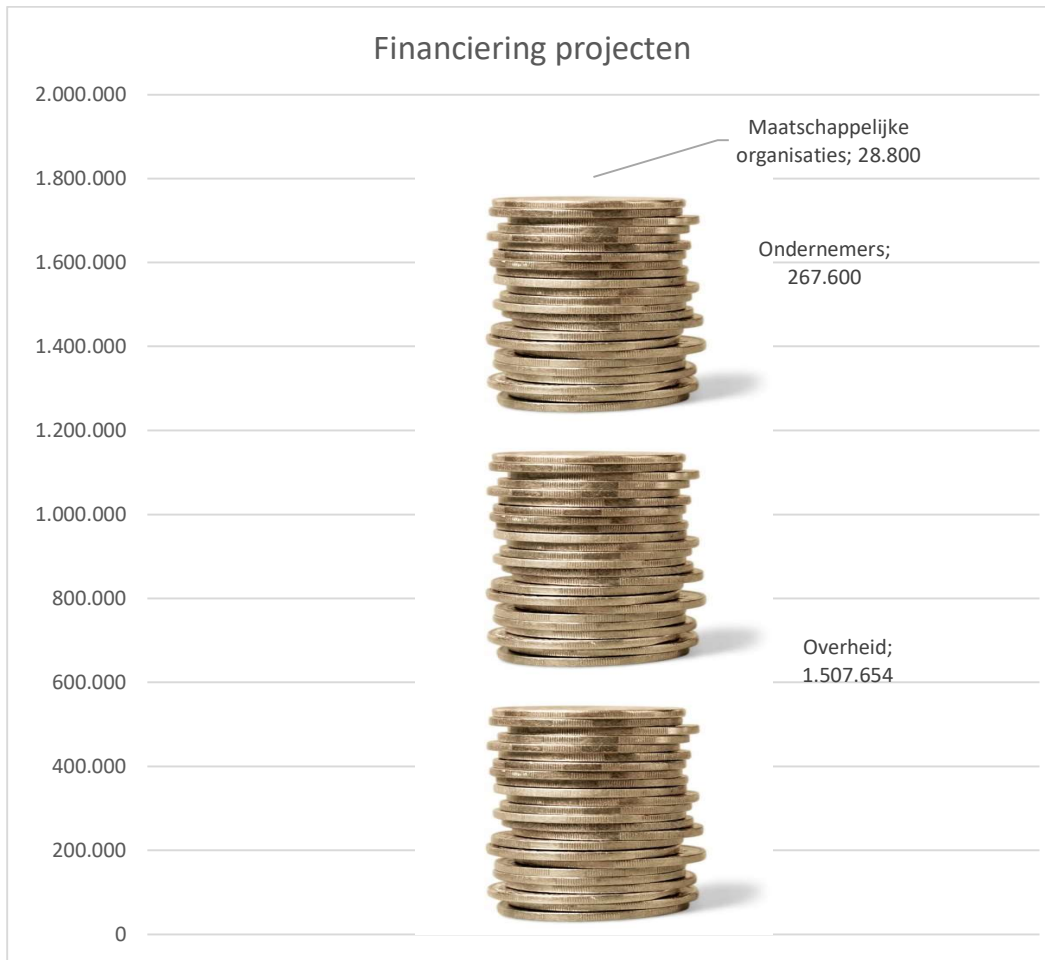 Financiering projecten
2.000.000
1.800.000
1.600.000
1.400.000
1.200.000
1.000.000
800.000
600.000
400.000
200.000
0
Maatschappelijke
organisaties; 28.800
Ondernemers;
267.600
Overheid;
1.507.654